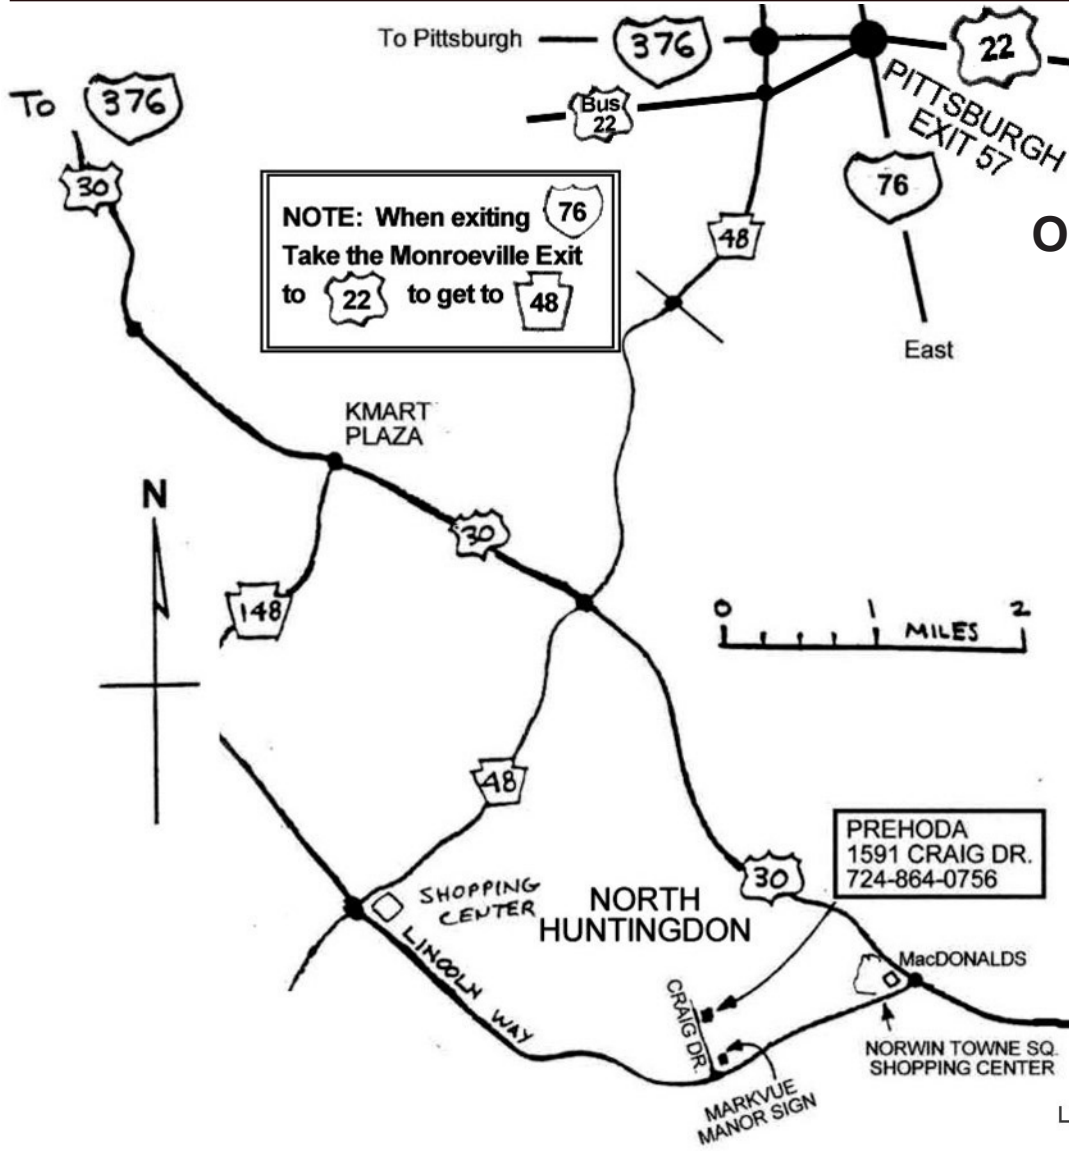 To Pittsburgh
376
22
To
376
Bus
22
PITTSBURGH
EXIT 57
30
76
NOTE: When exiting 76
Take the Monroeville Exit
to 22 to get to 48
48
O
East
KMART
PLAZA
N
30
148
0 1 2
MILES
48
PREHODA
1591 CRAIG DR.
724-864-0756
30
SHOPPING
CENTER
NORTH
HUNTINGDON
LINCOLN WAY
MacDONALDS
CRAIG DR.
NORWIN TOWNE SQ.
SHOPPING CENTER
MARKVUE
MANOR SIGN
L